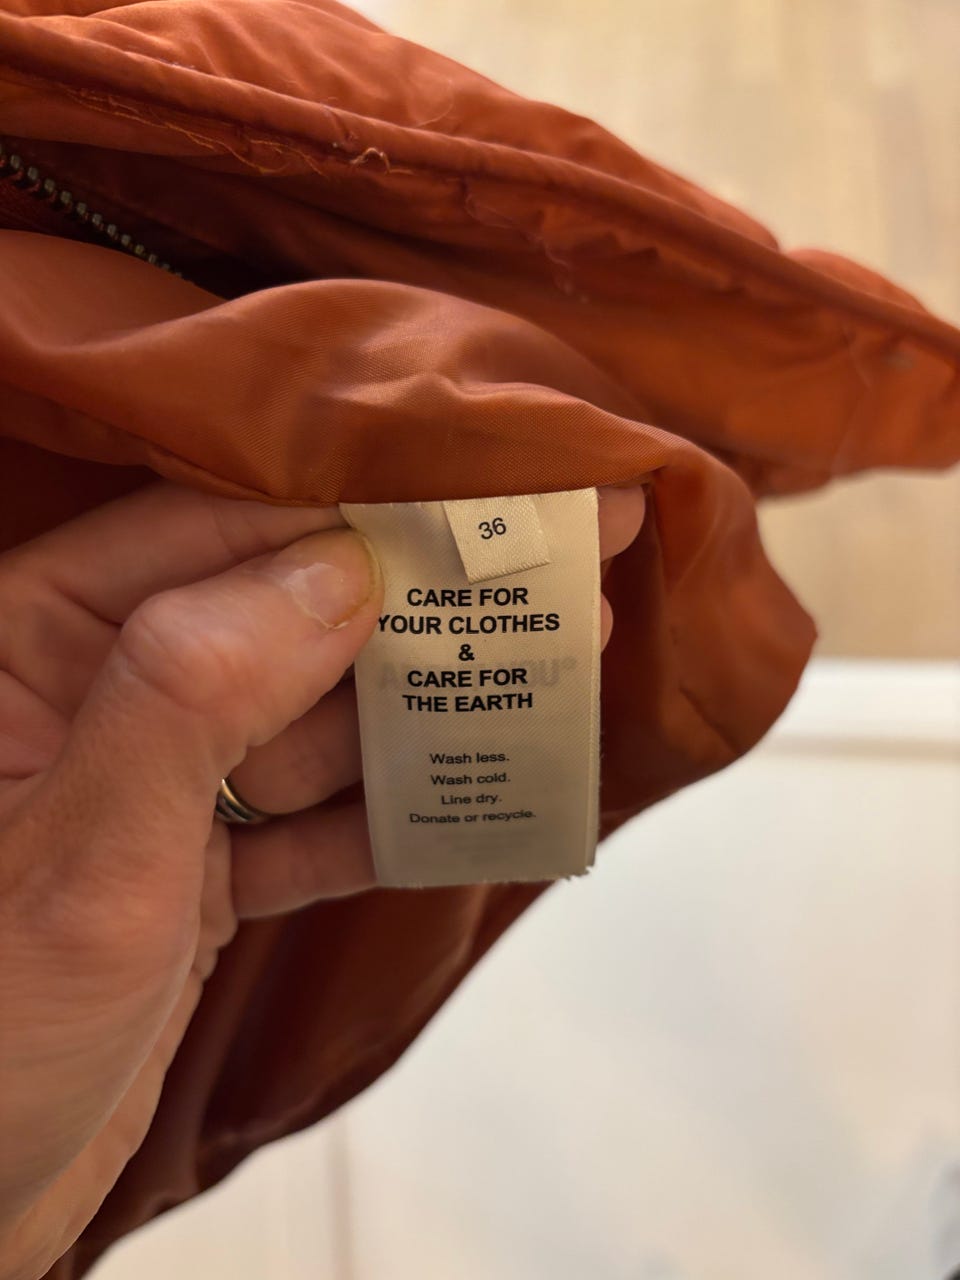 36
CARE FOR
YOUR CLOTHES
&
CARE FOR
THE EARTH
Wash less.
Wash cold.
Line dry.
Donate or recycle.